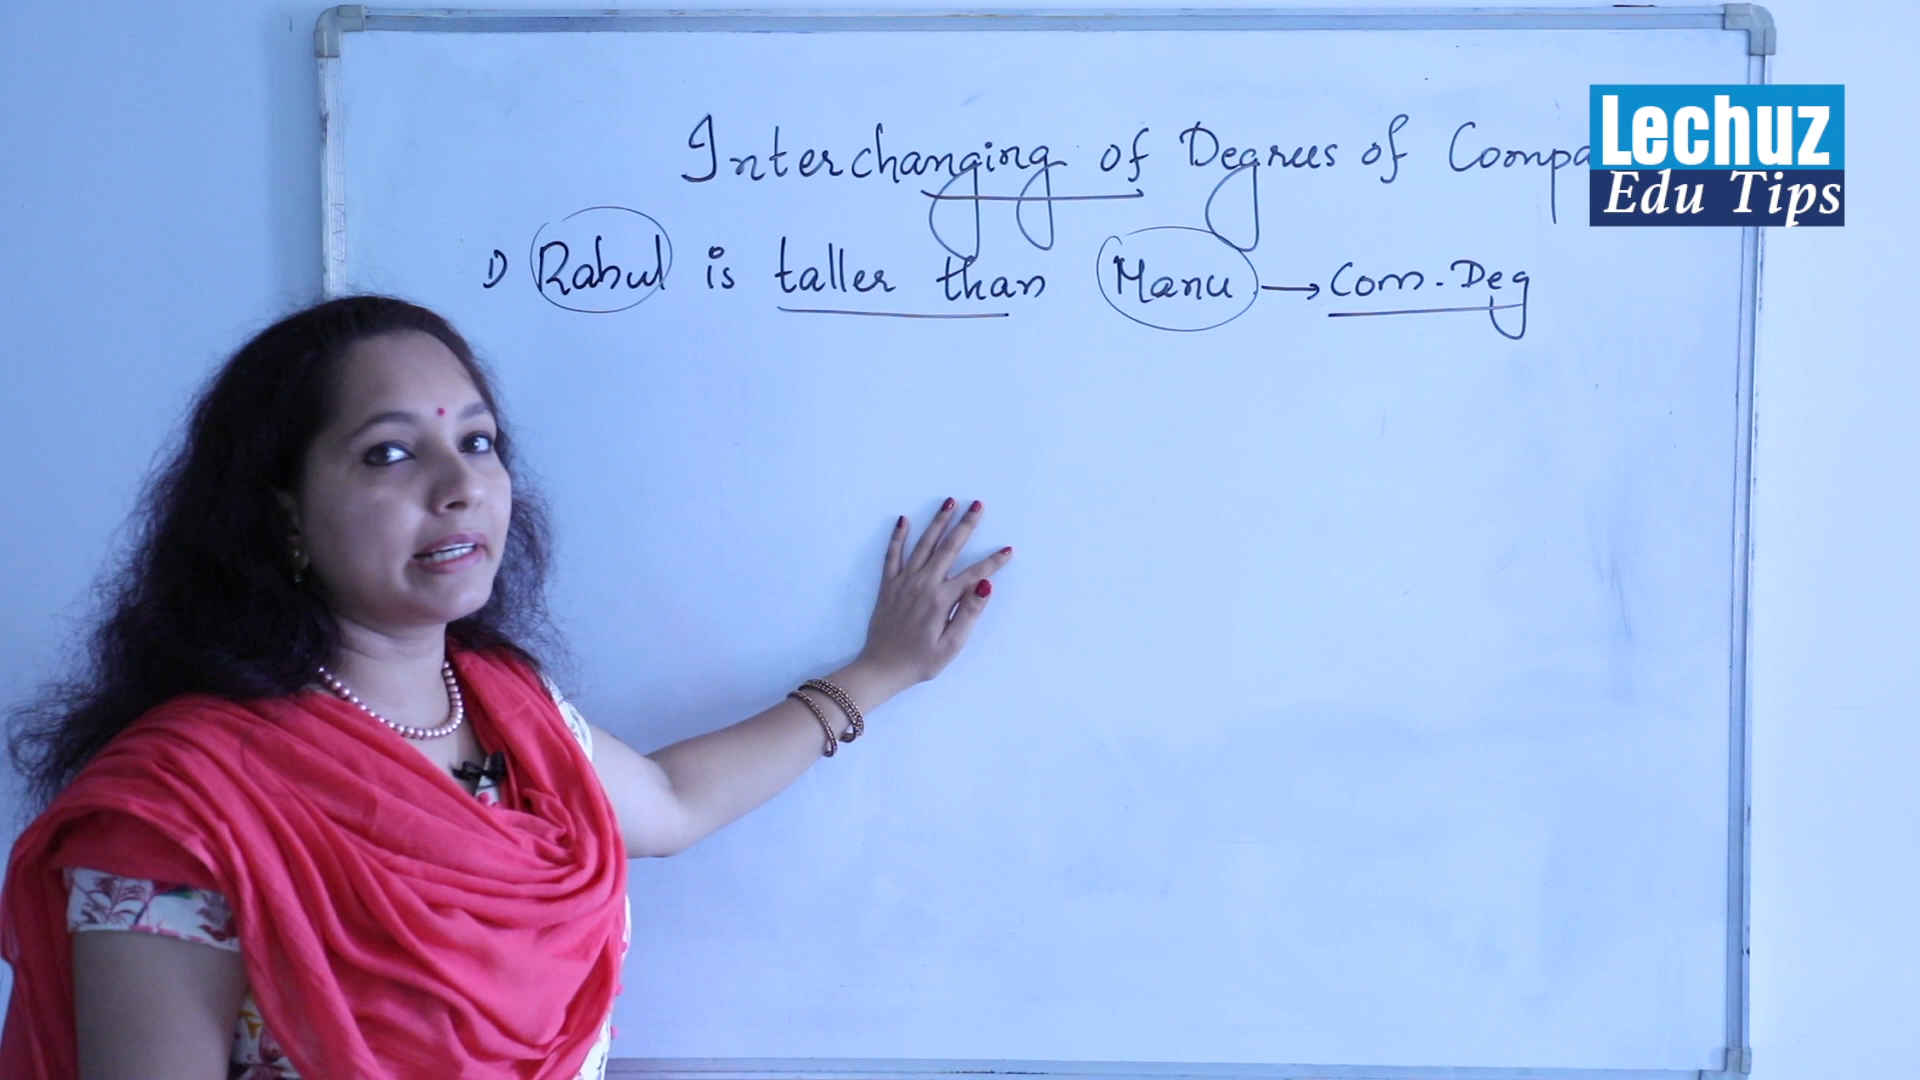 Interchanging of Degrees of Compa
Lechuz
Edu Tips
1) Rahul is taller than Manu → Com. Deg